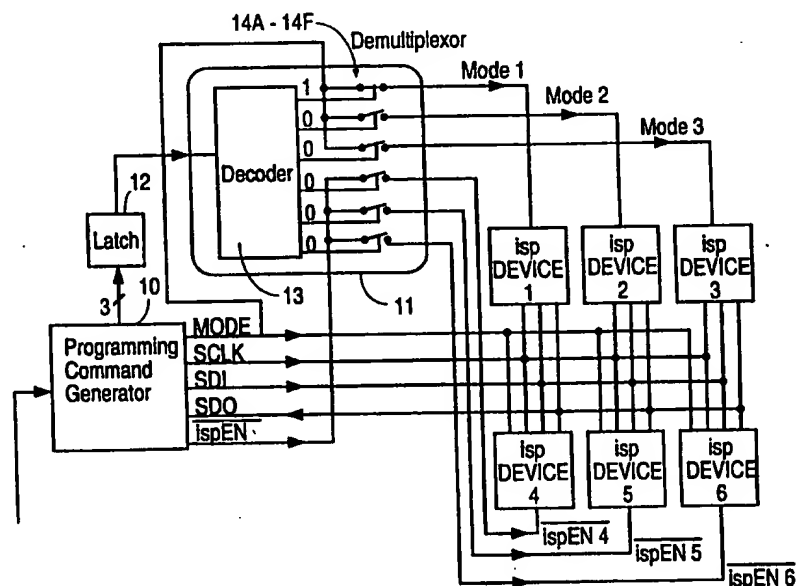 14A - 14F
Demultiplexor
Mode 1
Mode 2
Mode 3
1
0
0
0
0
0
Decoder
12
Latch
13
11
3
10
Programming
Command
Generator
MODE
SCLK
SDI
SDO
ispEN
isp
DEVICE
1
isp
DEVICE
2
isp
DEVICE
3
isp
DEVICE
4
isp
DEVICE
5
isp
DEVICE
6
ispEN 4
ispEN 5
ispEN 6